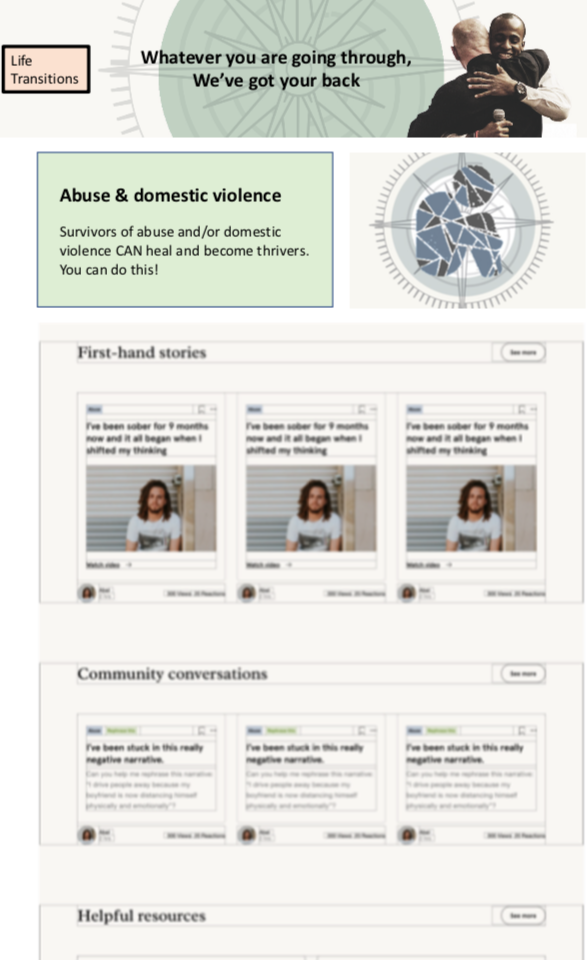 Life
Transitions
Whatever you are going through,
We’ve got your back
Abuse & domestic violence
Survivors of abuse and/or domestic
violence CAN heal and become thrivers.
You can do this!
First-hand stories
See more
Abuse
I've been sober for 9 months
now and it all began when I
shifted my thinking
Watch video
Abuse
I've been sober for 9 months
now and it all began when I
shifted my thinking
Watch video
Abuse
I've been sober for 9 months
now and it all began when I
shifted my thinking
Watch video
Community conversations
See more
I've been stuck in this really
negative narrative.
Can you help me rephrase this narrative
"I drive people away because my
boyfriend is now distancing himself
physically and emotionally"?
I've been stuck in this really
negative narrative.
Can you help me rephrase this narrative
"I drive people away because my
boyfriend is now distancing himself
physically and emotionally"?
I've been stuck in this really
negative narrative.
Can you help me rephrase this narrative
"I drive people away because my
boyfriend is now distancing himself
physically and emotionally"?
Helpful resources
See more